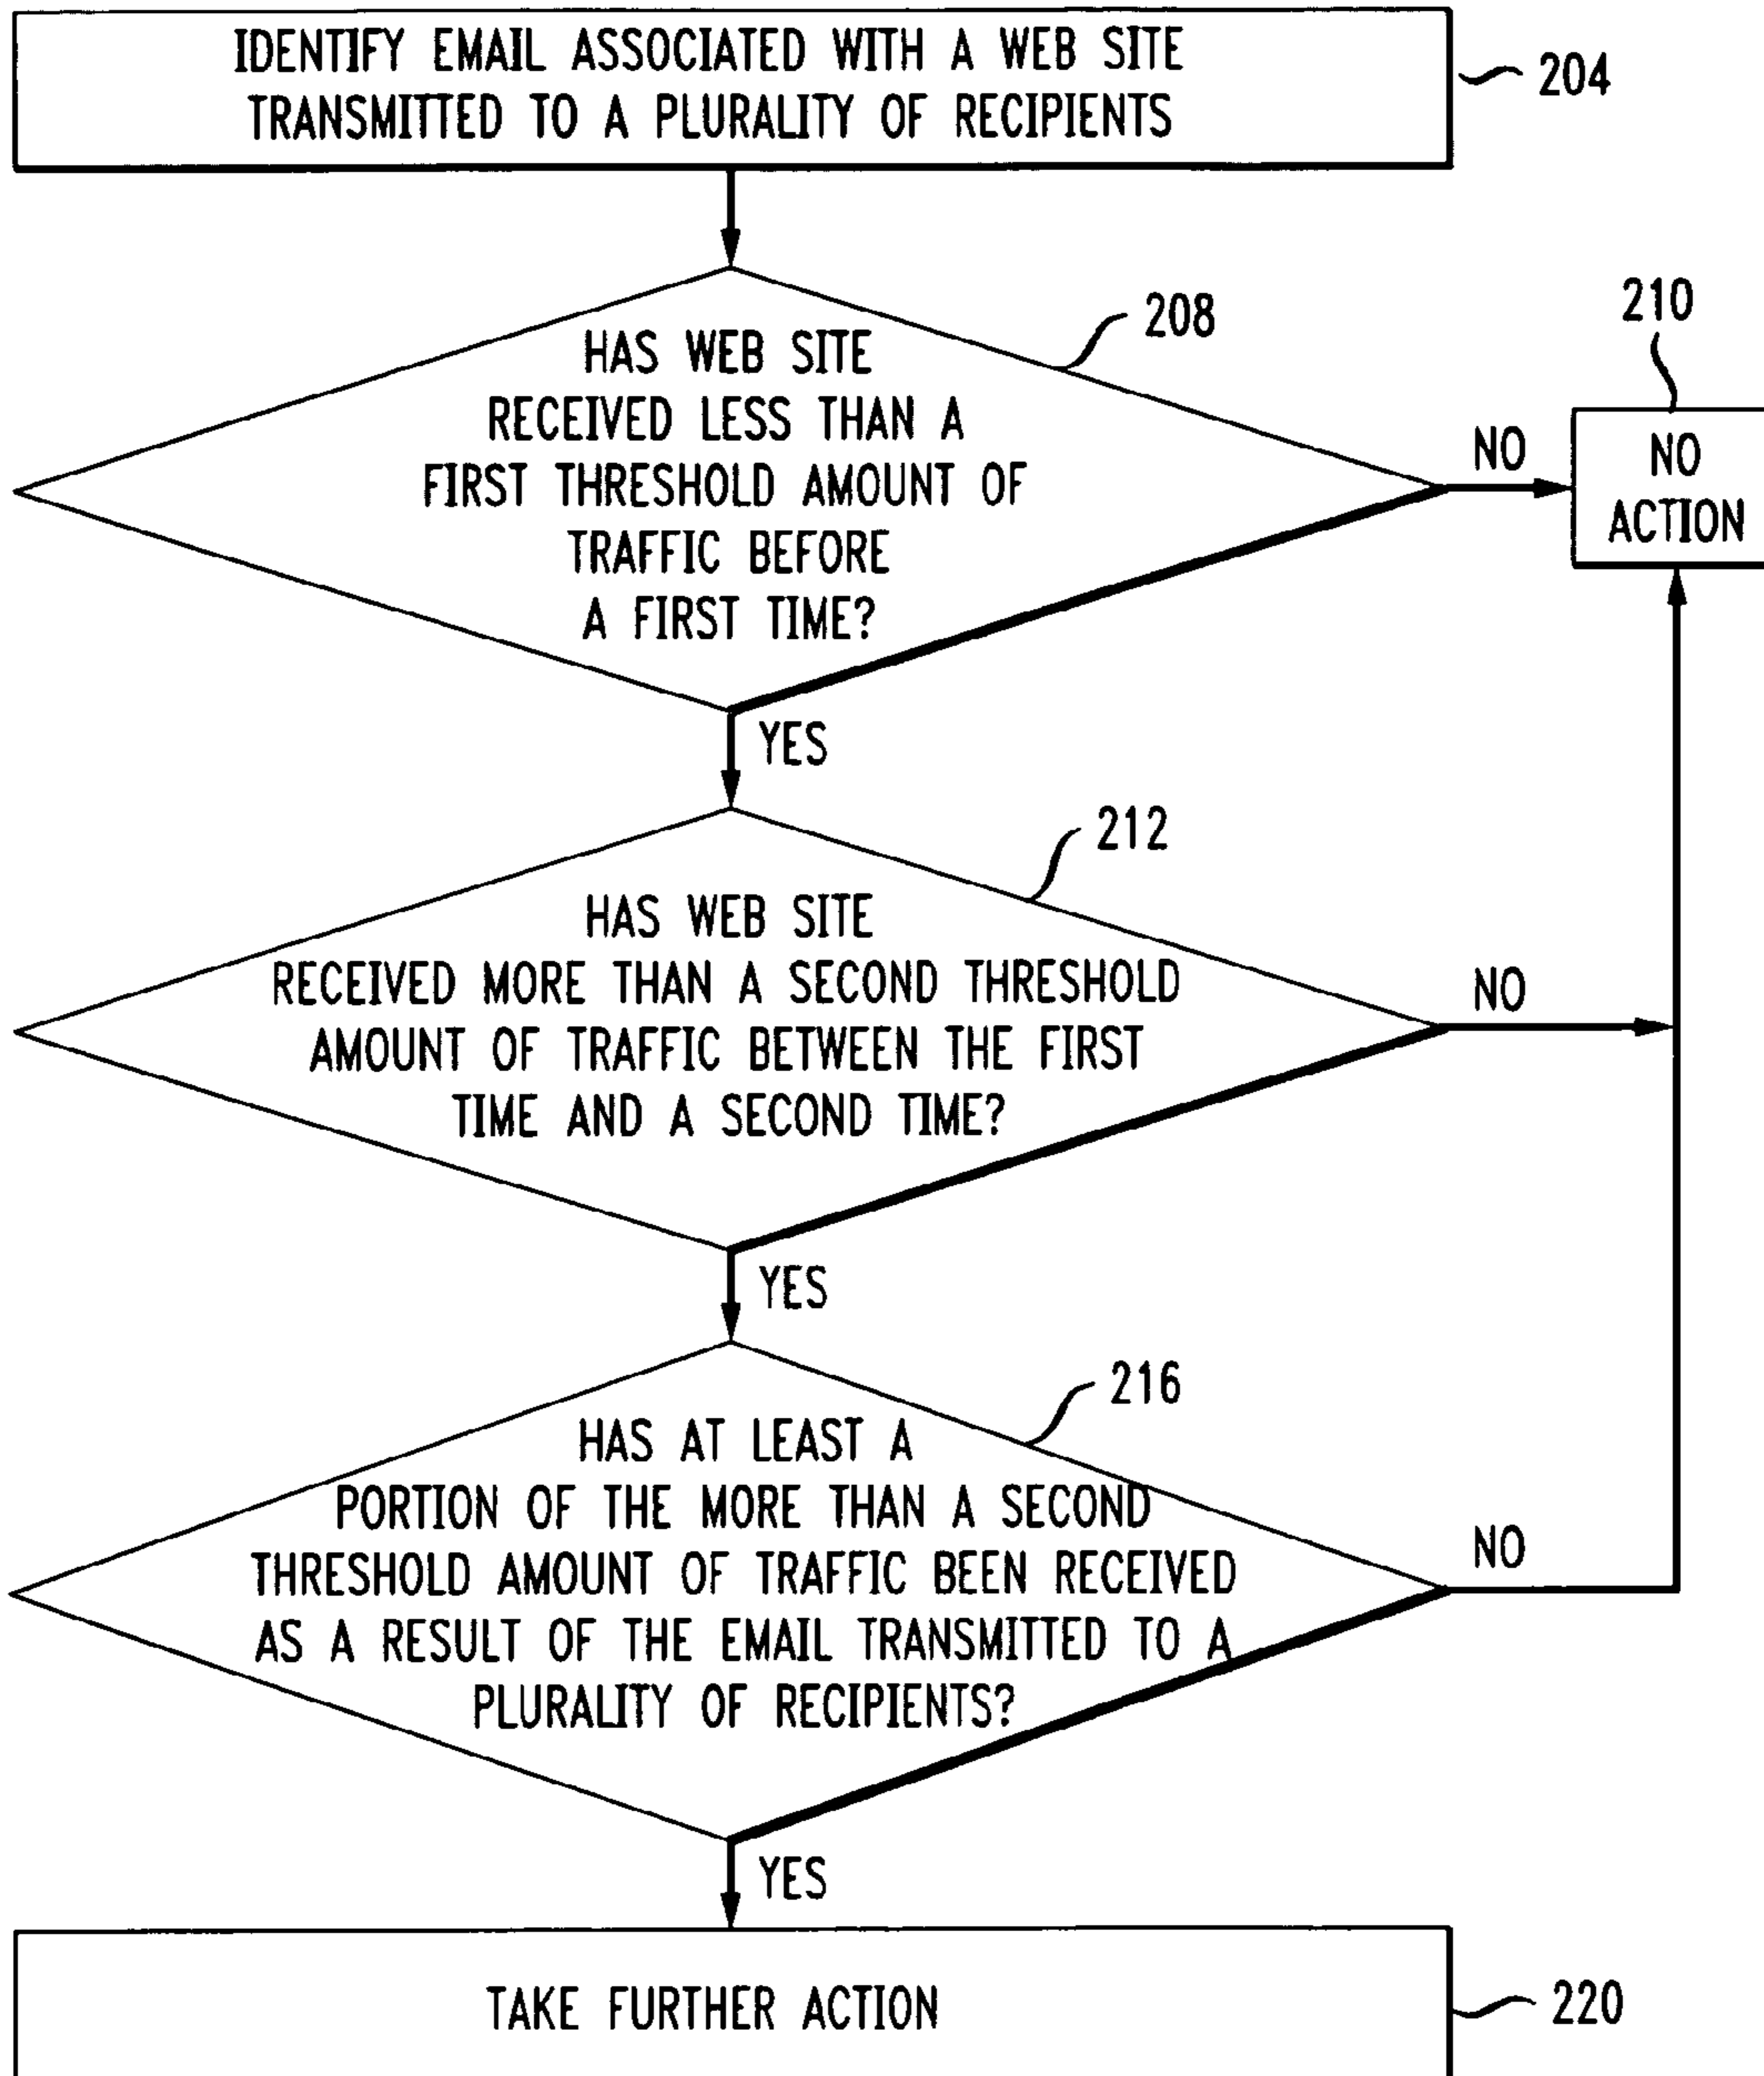 IDENTIFY EMAIL ASSOCIATED WITH A WEB SITE
TRANSMITTED TO A PLURALITY OF RECIPIENTS
204
HAS WEB SITE
RECEIVED LESS THAN A
FIRST THRESHOLD AMOUNT OF
TRAFFIC BEFORE
A FIRST TIME?
208
NO
210
NO
ACTION
YES
HAS WEB SITE
RECEIVED MORE THAN A SECOND THRESHOLD
AMOUNT OF TRAFFIC BETWEEN THE FIRST
TIME AND A SECOND TIME?
212
NO
YES
HAS AT LEAST A
PORTION OF THE MORE THAN A SECOND
THRESHOLD AMOUNT OF TRAFFIC BEEN RECEIVED
AS A RESULT OF THE EMAIL TRANSMITTED TO A
PLURALITY OF RECIPIENTS?
216
NO
YES
TAKE FURTHER ACTION
220